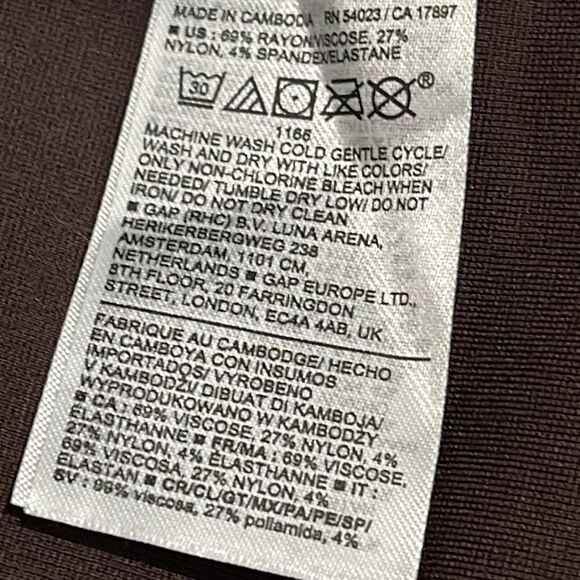 MADE IN CAMBODIA RN 54023 / CA 17897
■ US : 69% RAYON/VISCOSE, 27%
NYLON, 4% SPANDEX/ELASTANE
30
®
1166
MACHINE WASH COLD GENTLE CYCLE/
WASH AND DRY WITH LIKE COLORS/
ONLY NON-CHLORINE BLEACH WHEN
NEEDED/ TUMBLE DRY LOW/ DO NOT
IRON/ DO NOT DRY CLEAN
■ GAP (RHC) B.V. LUNA ARENA,
HERIKERBERGWEG 238
AMSTERDAM, 1101 CM,
NETHERLANDS ■ GAP EUROPE LTD.,
8TH FLOOR, 20 FARRINGDON
STREET, LONDON, EC4A 4AB, UK
FABRIQUE AU CAMBODGE/ HECHO
EN CAMBOYA CON INSUMOS
IMPORTADOS/ VYROBENO
V KAMBODŽI/ DIBUAT DI KAMBOJA/
WYPRODUKOWANO W KAMBODŻY
■ CA : 69% VISCOSE, 27% NYLON, 4%
ÉLASTHANNE ■ FR/MA : 69% VISCOSE,
27% NYLON, 4% ÉLASTHANNE ■ IT :
69% VISCOSA, 27% NYLON, 4%
ELASTAN ■ CR/CL/GT/MX/PA/PE/SP/
SV : 69% viscosa, 27% poliamida, 4%